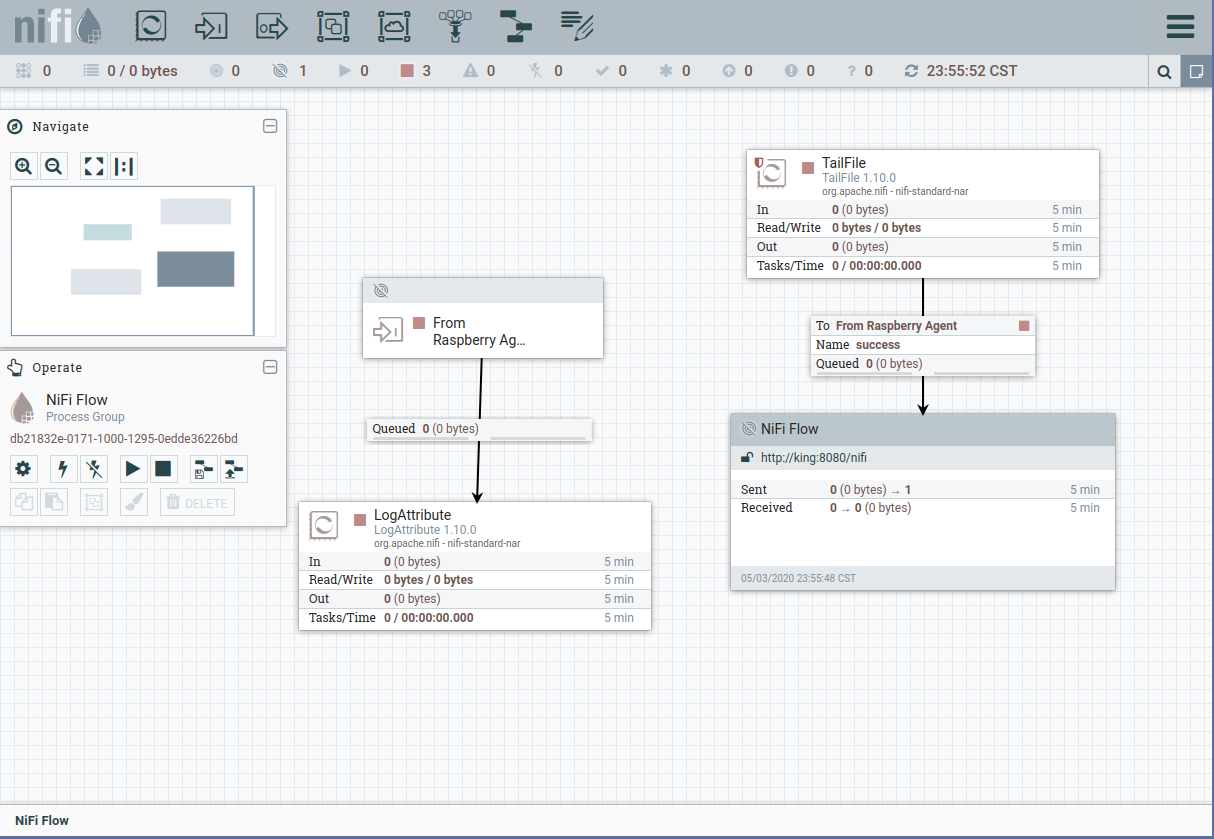 nifi
0
0 / 0 bytes
0
1
0
3
0
0
0
0
0
0
? 0
23:55:52 CST
Navigate
Operate
NiFi Flow
Process Group
db21832e-0171-1000-1295-0edde36226bd
DELETE
From
Raspberry Ag...
Queued 0 (0 bytes)
LogAttribute
LogAttribute 1.10.0
org.apache.nifi - nifi-standard-nar
In 0 (0 bytes) 5 min
Read/Write 0 bytes / 0 bytes 5 min
Out 0 (0 bytes) 5 min
Tasks/Time 0 / 00:00:00.000 5 min
TailFile
TailFile 1.10.0
org.apache.nifi - nifi-standard-nar
In 0 (0 bytes) 5 min
Read/Write 0 bytes / 0 bytes 5 min
Out 0 (0 bytes) 5 min
Tasks/Time 0 / 00:00:00.000 5 min
To From Raspberry Agent
Name success
Queued 0 (0 bytes)
NiFi Flow
http://king:8080/nifi
Sent 0 (0 bytes) → 1 5 min
Received 0 → 0 (0 bytes) 5 min
05/03/2020 23:55:48 CST
NiFi Flow